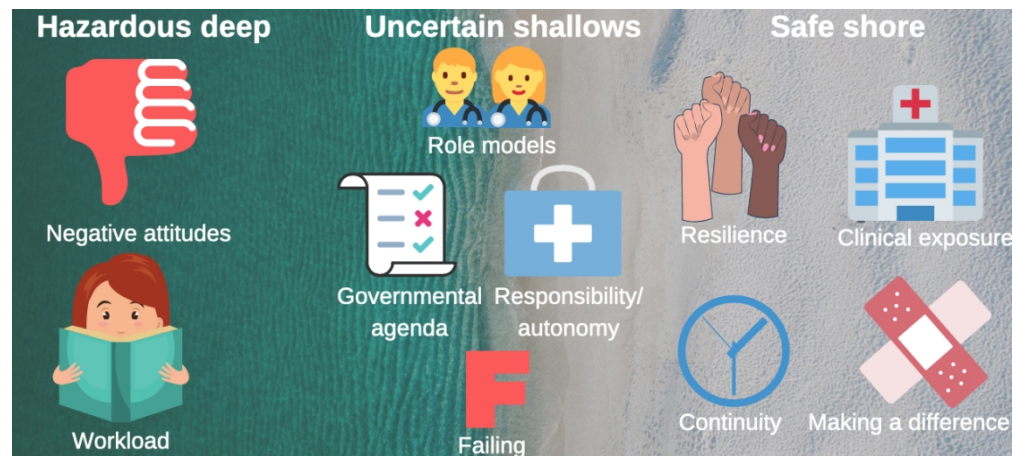 Hazardous deep
Uncertain shallows
Safe shore
Negative attitudes
Workload
Role models
Governmental
agenda
Responsibility/
autonomy
F
Failing
Resilience
Clinical exposure
Continuity
Making a difference